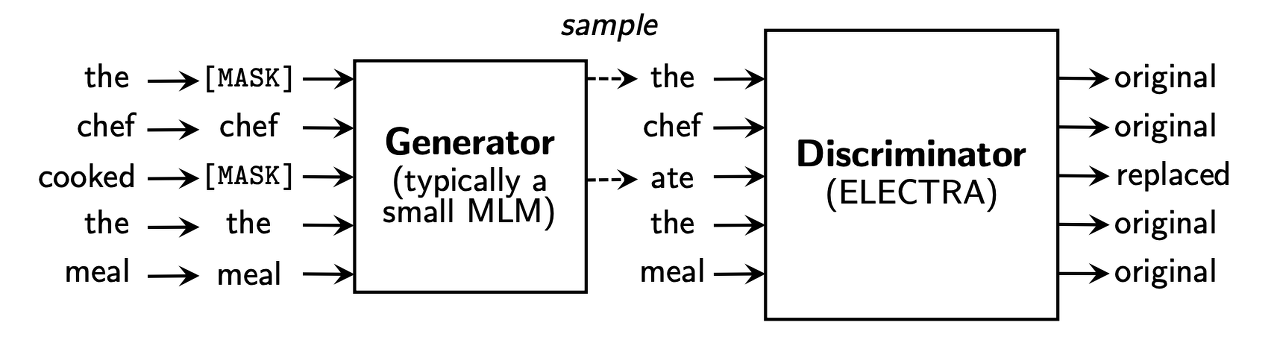 sample
the [MASK] the original
chef chef chef original
cooked [MASK] ate replaced
the the the original
meal meal meal original
Generator
(typically a
small MLM)
Discriminator
(ELECTRA)